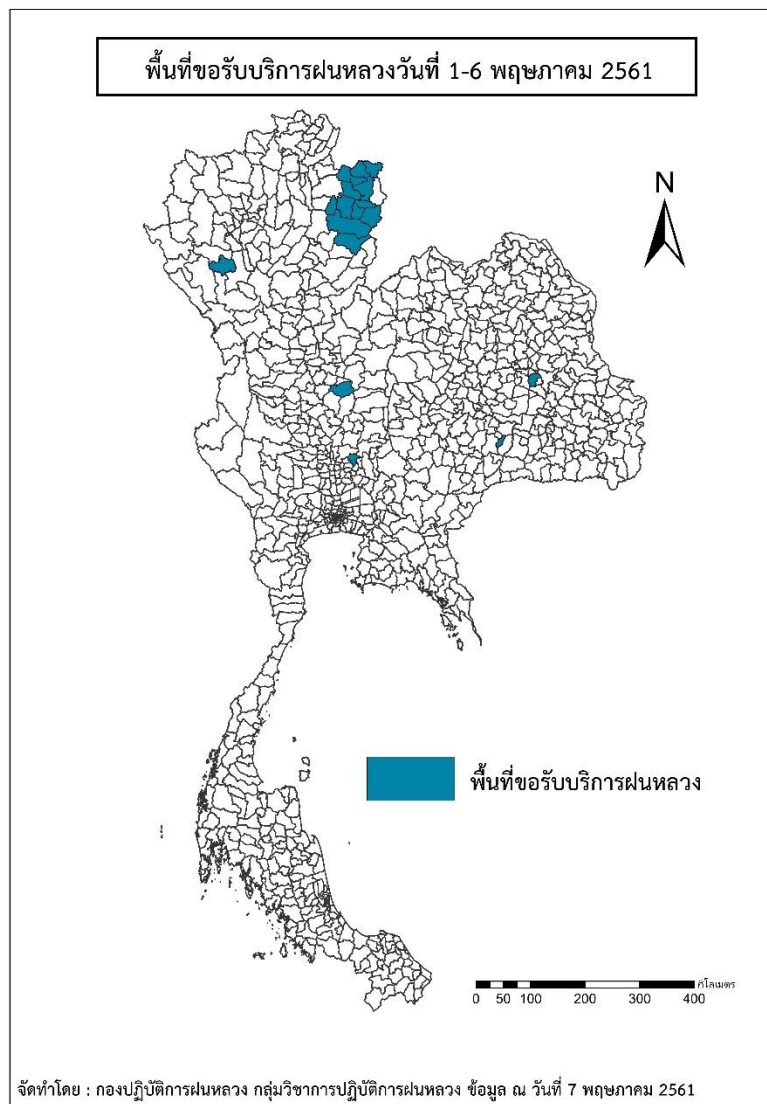 พื้นที่ขอรับบริการฝนหลวงวันที่ 1-6 พฤษภาคม 2561
N
พื้นที่ขอรับบริการฝนหลวง
กิโลเมตร
0 50 100 200 300 400
จัดทำโดย : กองปฏิบัติการฝนหลวง กลุ่มวิชาการปฏิบัติการฝนหลวง ข้อมูล ณ วันที่ 7 พฤษภาคม 2561